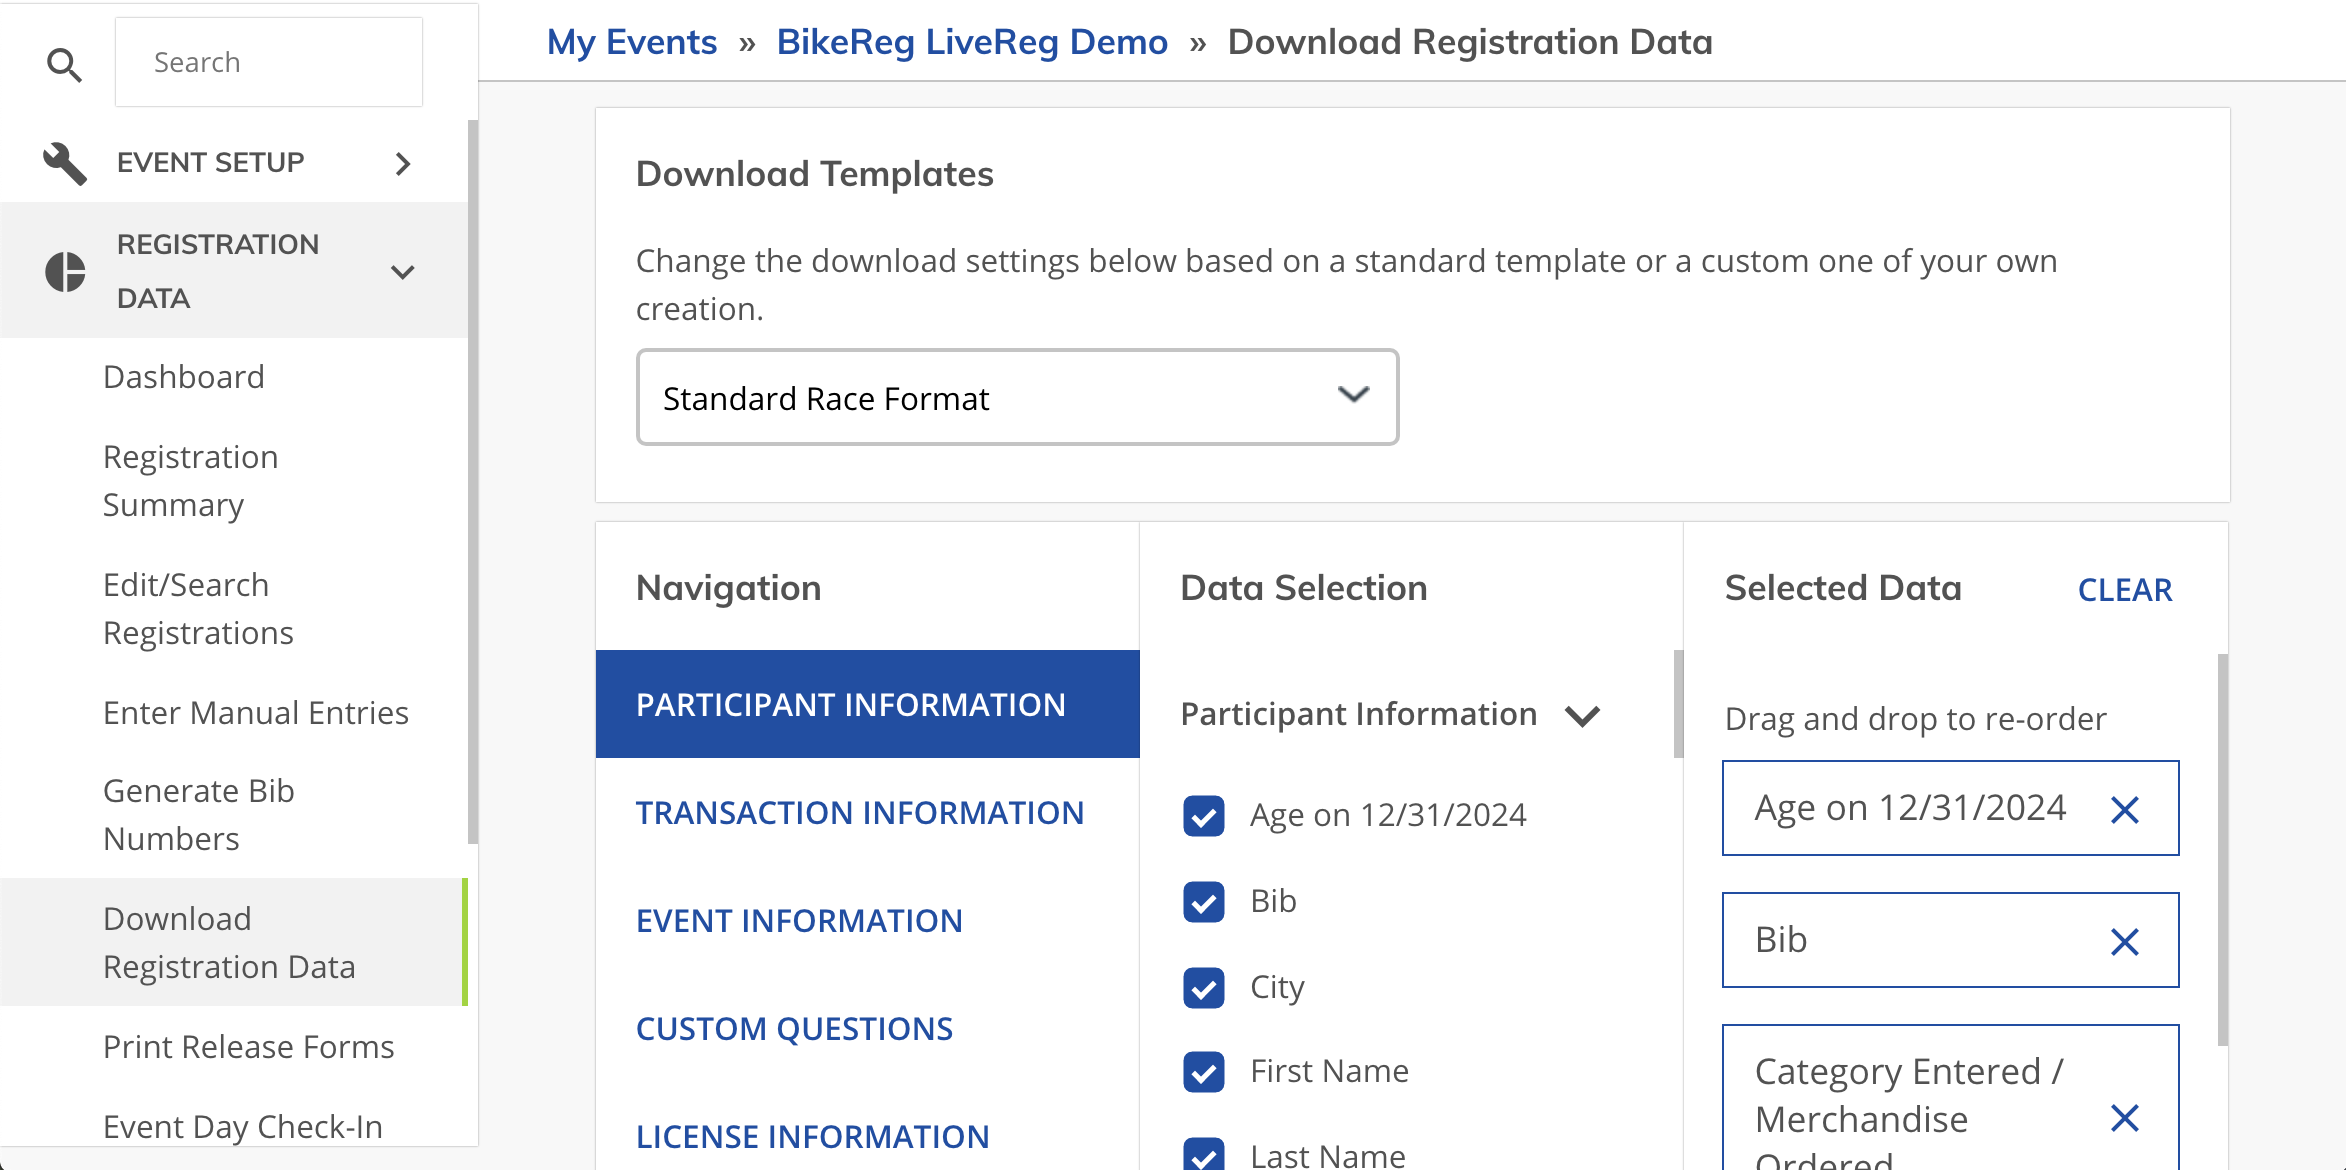 Search
EVENT SETUP
REGISTRATION
DATA
Dashboard
Registration
Summary
Edit/Search
Registrations
Enter Manual Entries
Generate Bib
Numbers
Download
Registration Data
Print Release Forms
Event Day Check-In
My Events » BikeReg LiveReg Demo » Download Registration Data
Download Templates
Change the download settings below based on a standard template or a custom one of your own
creation.
Standard Race Format
Navigation
PARTICIPANT INFORMATION
TRANSACTION INFORMATION
EVENT INFORMATION
CUSTOM QUESTIONS
LICENSE INFORMATION
Data Selection
Participant Information
Age on 12/31/2024
Bib
City
First Name
Last Name
Selected Data
CLEAR
Drag and drop to re-order
Age on 12/31/2024
Bib
Category Entered /
Merchandise
Ordered